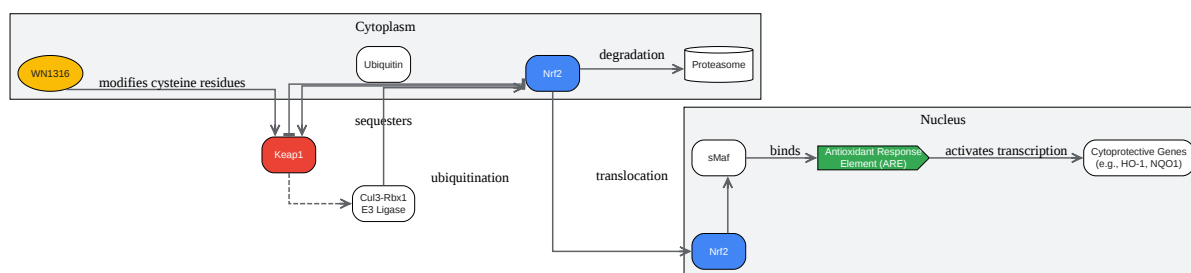 Cytoplasm
WN1316
modifies cysteine residues
Ubiquitin
Nrf2
degradation
Proteasome
sequesters
Keap1
ubiquitination
Cul3-Rbx1
E3 Ligase
translocation
Nucleus
sMaf
binds
Antioxidant Response
Element (ARE)
activates transcription
Cytoprotective Genes
(e.g., HO-1, NQO1)
Nrf2